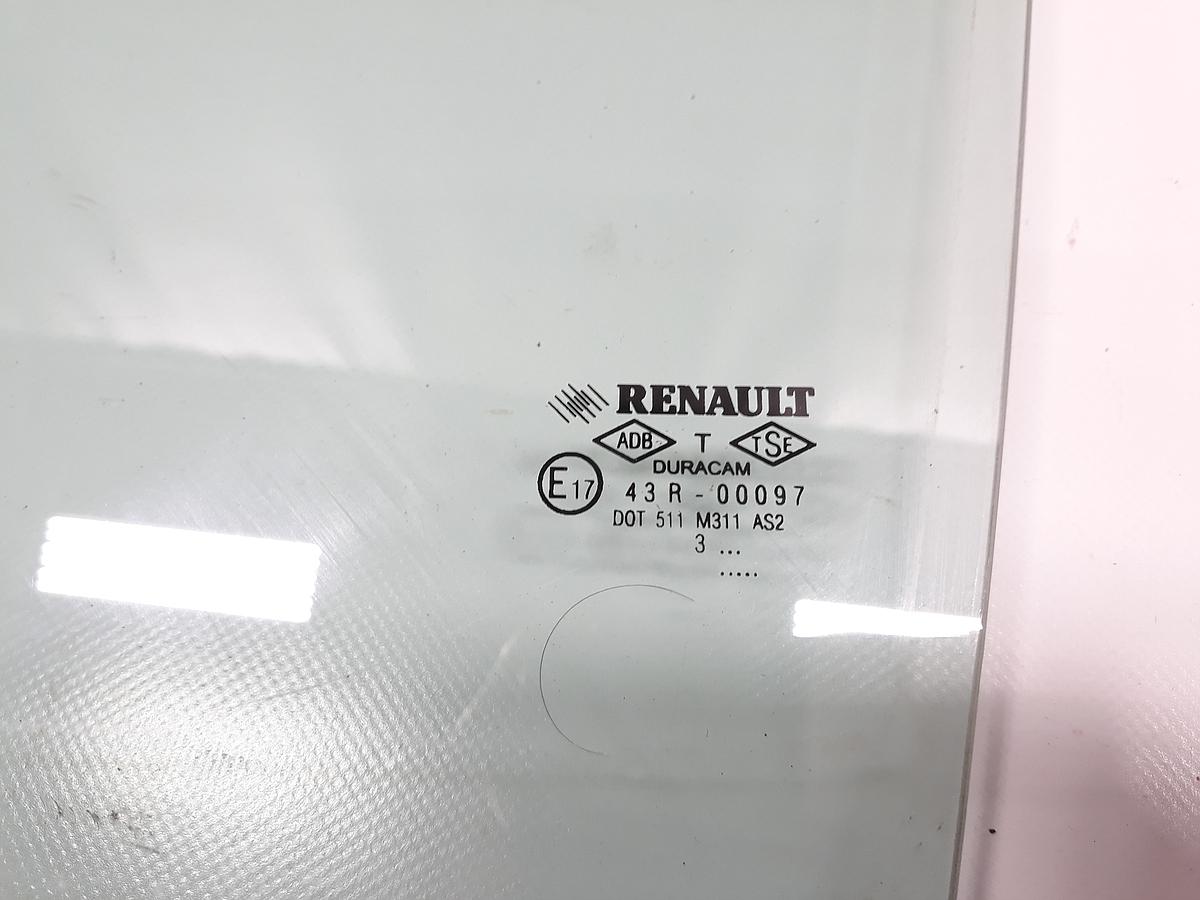 RENAULT
ADB T TSE
DURACAM
E17 43R-00097
DOT 511 M311 AS2
3 ...
.....